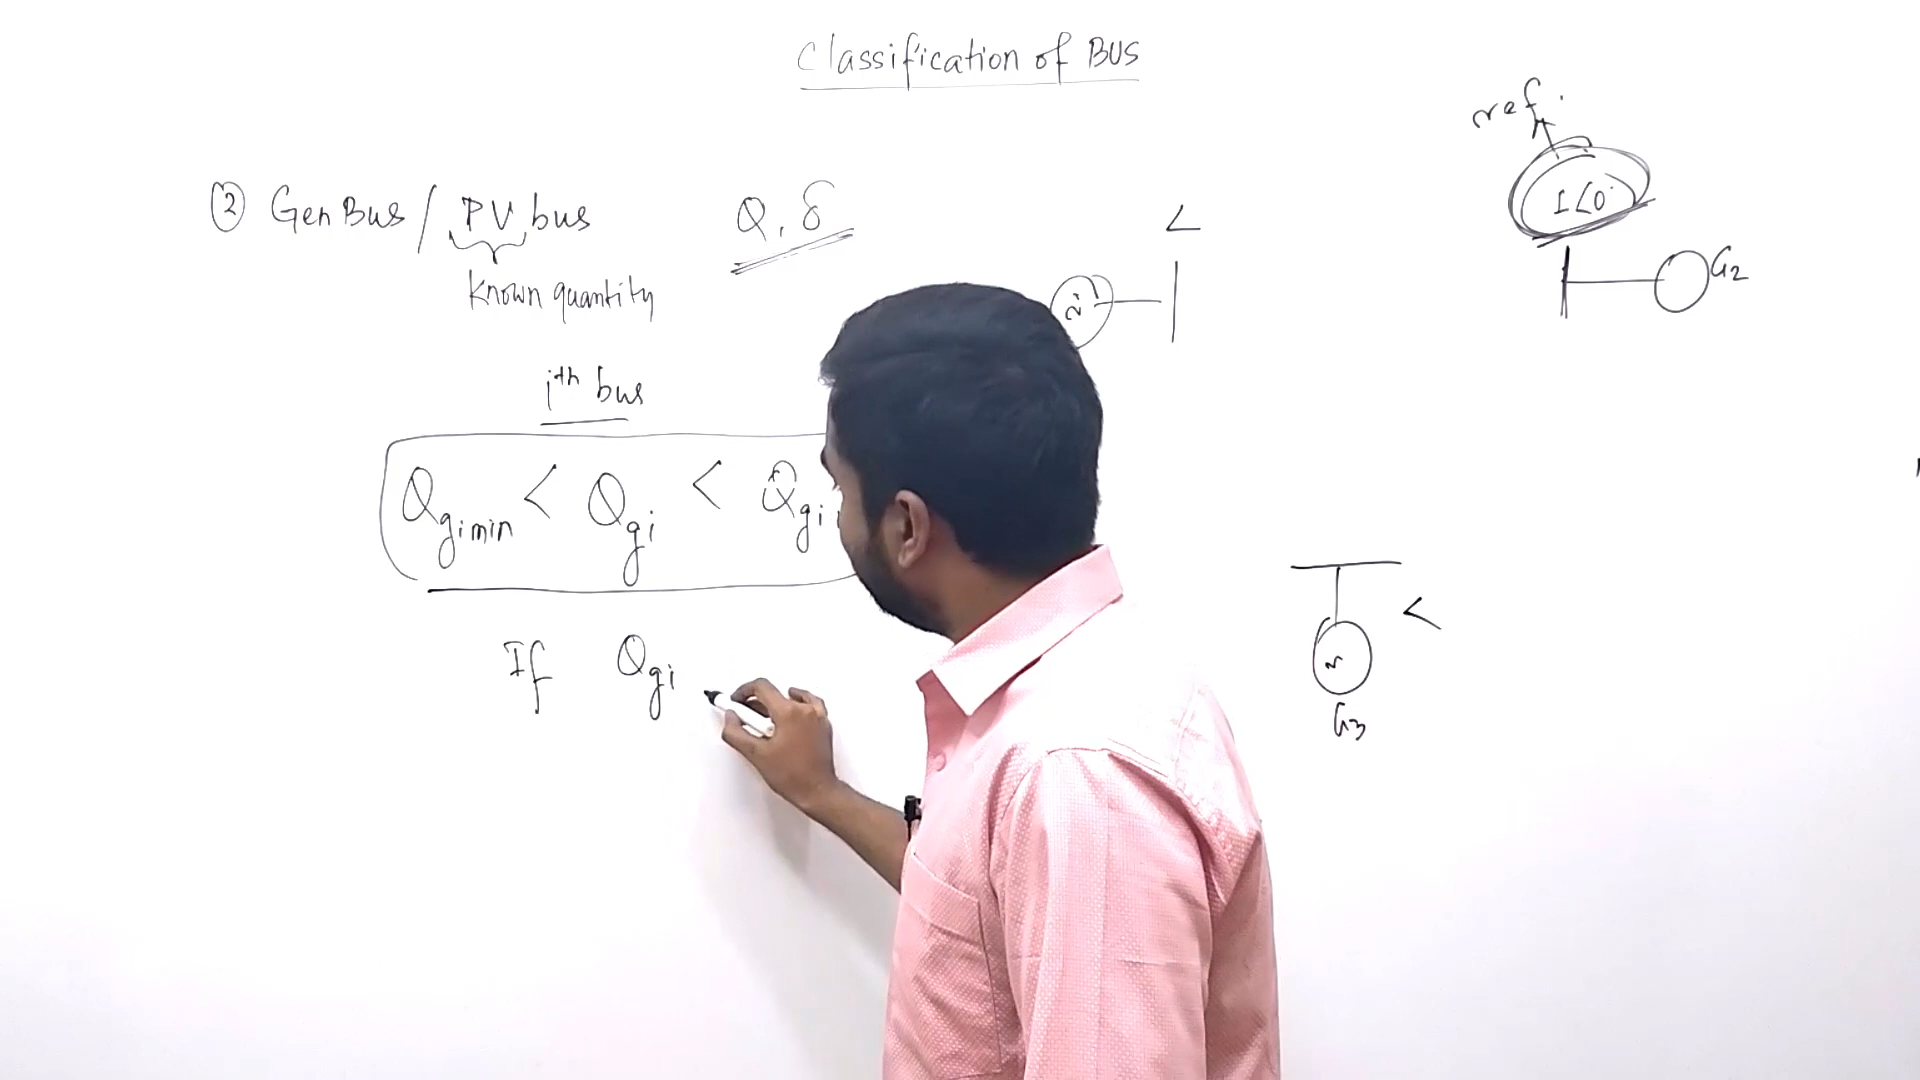 Classification of BUS
ref.
1∠0°
② Gen Bus / PV bus Q, δ
∠
G2
known quantity
~
ith bus
Qgimin < Qgi < Qgi
∠
If Qgi
~
G3